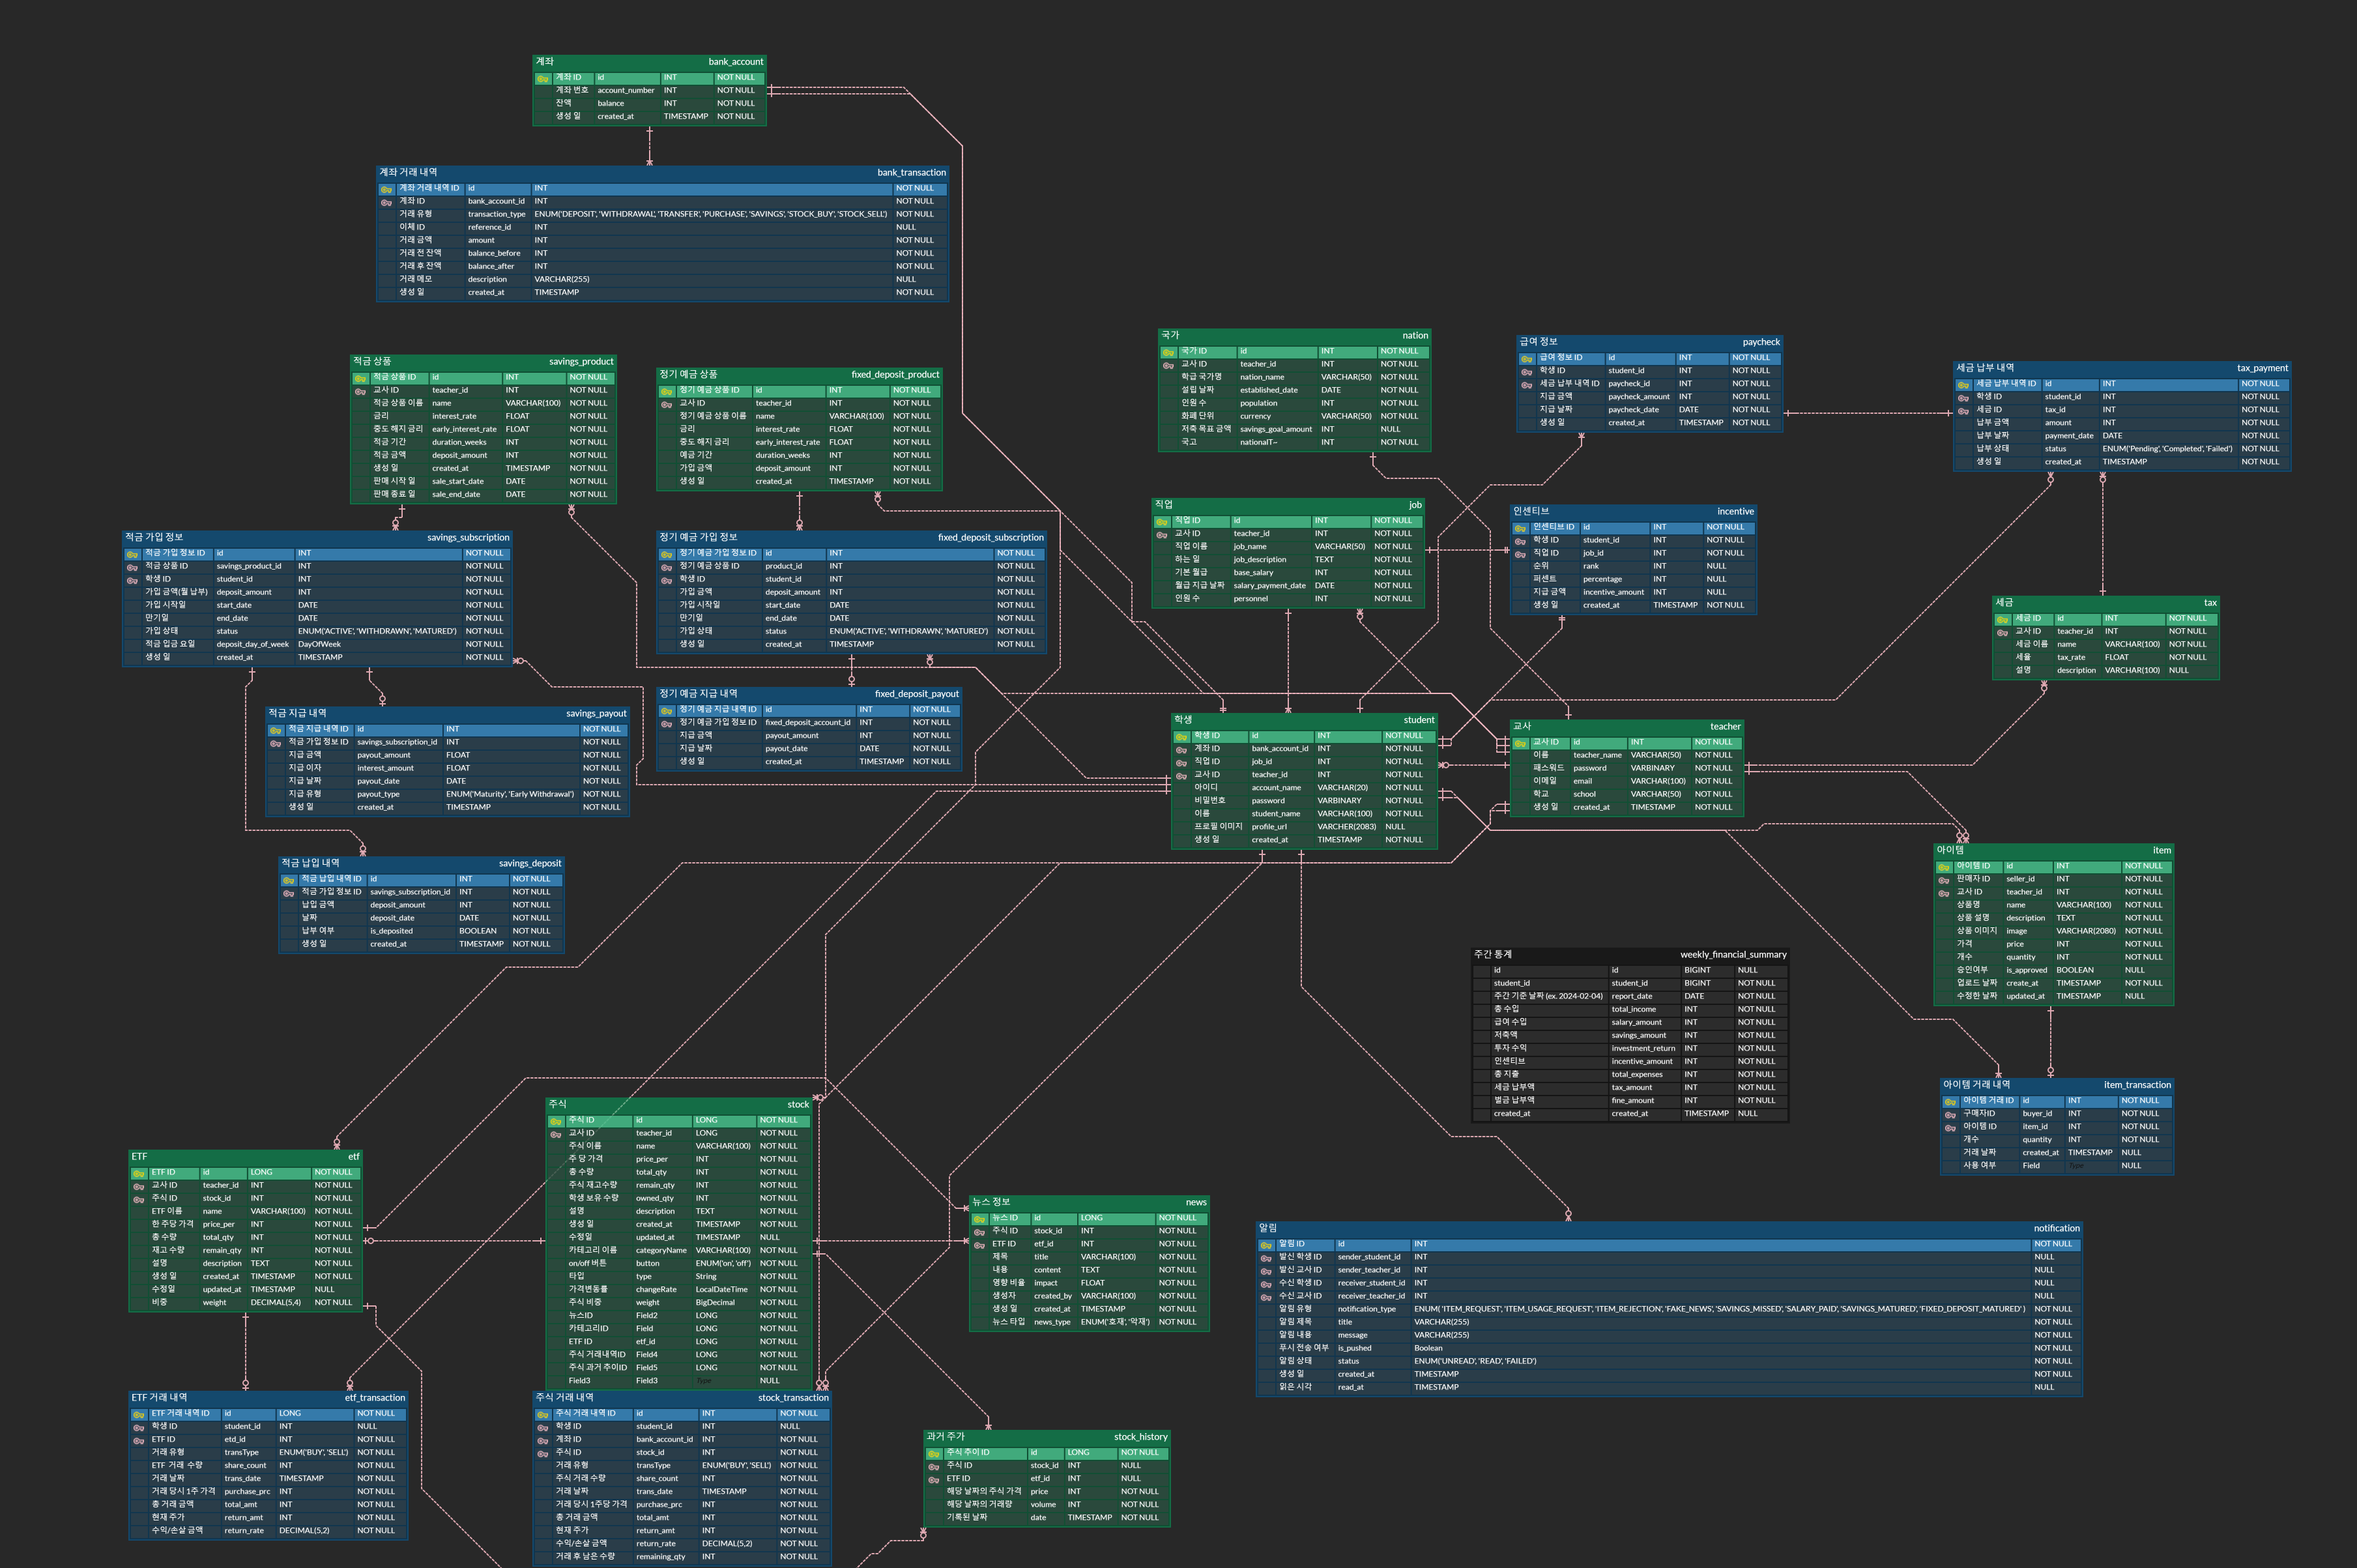 계좌 bank_account
계좌 ID id INT NOT NULL
계좌 번호 account_number INT NOT NULL
잔액 balance INT NOT NULL
생성 일 created_at TIMESTAMP NOT NULL
계좌 거래 내역 bank_transaction
계좌 거래 내역 ID id INT NOT NULL
계좌 ID bank_account_id INT NOT NULL
거래 유형 transaction_type ENUM('DEPOSIT', 'WITHDRAWAL', 'TRANSFER', 'PURCHASE', 'SAVINGS', 'STOCK_BUY', 'STOCK_SELL') NOT NULL
이체 ID reference_id INT NULL
거래 금액 amount INT NOT NULL
거래 전 잔액 balance_before INT NOT NULL
거래 후 잔액 balance_after INT NOT NULL
거래 메모 description VARCHAR(255) NULL
생성 일 created_at TIMESTAMP NOT NULL
국가 nation
국가 ID id INT NOT NULL
교사 ID teacher_id INT NOT NULL
학급 국가명 nation_name VARCHAR(50) NOT NULL
설립 날짜 established_date DATE NOT NULL
인원 수 population INT NOT NULL
화폐 단위 currency VARCHAR(50) NOT NULL
저축 목표 금액 savings_goal_amount INT NULL
국고 nationalT~ INT NOT NULL
급여 정보 paycheck
급여 정보 ID id INT NOT NULL
학생 ID student_id INT NOT NULL
세금 납부 내역 ID paycheck_id INT NOT NULL
지급 금액 paycheck_amount INT NOT NULL
지급 날짜 paycheck_date DATE NOT NULL
생성 일 created_at TIMESTAMP NOT NULL
세금 납부 내역 tax_payment
세금 납부 내역 ID id INT NOT NULL
학생 ID student_id INT NOT NULL
세금 ID tax_id INT NOT NULL
납부 금액 amount INT NOT NULL
납부 날짜 payment_date DATE NOT NULL
납부 상태 status ENUM('Pending', 'Completed', 'Failed') NOT NULL
생성 일 created_at TIMESTAMP NOT NULL
적금 상품 savings_product
적금 상품 ID id INT NOT NULL
교사 ID teacher_id INT NOT NULL
적금 상품 이름 name VARCHAR(100) NOT NULL
금리 interest_rate FLOAT NOT NULL
중도 해지 금리 early_interest_rate FLOAT NOT NULL
적금 기간 duration_weeks INT NOT NULL
적금 금액 deposit_amount INT NOT NULL
생성 일 created_at TIMESTAMP NOT NULL
판매 시작 일 sale_start_date DATE NOT NULL
판매 종료 일 sale_end_date DATE NOT NULL
정기 예금 상품 fixed_deposit_product
정기 예금 상품 ID id INT NOT NULL
교사 ID teacher_id INT NOT NULL
정기 예금 상품 이름 name VARCHAR(100) NOT NULL
금리 interest_rate FLOAT NOT NULL
중도 해지 금리 early_interest_rate FLOAT NOT NULL
예금 기간 duration_weeks INT NOT NULL
가입 금액 deposit_amount INT NOT NULL
생성 일 created_at TIMESTAMP NOT NULL
직업 job
직업 ID id INT NOT NULL
교사 ID teacher_id INT NOT NULL
직업 이름 job_name VARCHAR(50) NOT NULL
하는 일 job_description TEXT NOT NULL
기본 월급 base_salary INT NOT NULL
월급 지급 날짜 salary_payment_date DATE NOT NULL
인원 수 personnel INT NOT NULL
인센티브 incentive
인센티브 ID id INT NOT NULL
학생 ID student_id INT NOT NULL
직업 ID job_id INT NOT NULL
순위 rank INT NULL
퍼센트 percentage INT NULL
지급 금액 incentive_amount INT NULL
생성 일 created_at TIMESTAMP NOT NULL
적금 가입 정보 savings_subscription
적금 가입 정보 ID id INT NOT NULL
적금 상품 ID savings_product_id INT NOT NULL
학생 ID student_id INT NOT NULL
가입 금액(월 납부) deposit_amount INT NOT NULL
가입 시작일 start_date DATE NOT NULL
만기일 end_date DATE NOT NULL
가입 상태 status ENUM('ACTIVE', 'WITHDRAWN', 'MATURED') NOT NULL
적금 입금 요일 deposit_day_of_week DayOfWeek NOT NULL
생성 일 created_at TIMESTAMP NOT NULL
정기 예금 가입 정보 fixed_deposit_subscription
정기 예금 가입 정보 ID id INT NOT NULL
정기 예금 상품 ID product_id INT NOT NULL
학생 ID student_id INT NOT NULL
가입 금액 deposit_amount INT NOT NULL
가입 시작일 start_date DATE NOT NULL
만기일 end_date DATE NOT NULL
가입 상태 status ENUM('ACTIVE', 'WITHDRAWN', 'MATURED') NOT NULL
생성 일 created_at TIMESTAMP NOT NULL
세금 tax
세금 ID id INT NOT NULL
교사 ID teacher_id INT NOT NULL
세금 이름 name VARCHAR(100) NOT NULL
세율 tax_rate FLOAT NOT NULL
설명 description VARCHAR(100) NULL
적금 지급 내역 savings_payout
적금 지급 내역 ID id INT NOT NULL
적금 가입 정보 ID savings_subscription_id INT NOT NULL
지급 금액 payout_amount FLOAT NOT NULL
지급 이자 interest_amount FLOAT NOT NULL
지급 날짜 payout_date DATE NOT NULL
지급 유형 payout_type ENUM('Maturity', 'Early Withdrawal') NOT NULL
생성 일 created_at TIMESTAMP NOT NULL
정기 예금 지급 내역 fixed_deposit_payout
정기 예금 지급 내역 ID id INT NOT NULL
정기 예금 가입 정보 ID fixed_deposit_account_id INT NOT NULL
지급 금액 payout_amount INT NOT NULL
지급 날짜 payout_date DATE NOT NULL
생성 일 created_at TIMESTAMP NOT NULL
학생 student
학생 ID id INT NOT NULL
계좌 ID bank_account_id INT NOT NULL
직업 ID job_id INT NOT NULL
교사 ID teacher_id INT NOT NULL
아이디 account_name VARCHAR(20) NOT NULL
비밀번호 password VARBINARY NOT NULL
이름 student_name VARCHAR(100) NOT NULL
프로필 이미지 profile_url VARCHER(2083) NULL
생성 일 created_at TIMESTAMP NOT NULL
교사 teacher
교사 ID id INT NOT NULL
이름 teacher_name VARCHAR(50) NOT NULL
패스워드 password VARBINARY NOT NULL
이메일 email VARCHAR(100) NOT NULL
학교 school VARCHAR(50) NOT NULL
생성 일 created_at TIMESTAMP NOT NULL
적금 납입 내역 savings_deposit
적금 납입 내역 ID id INT NOT NULL
적금 가입 정보 ID savings_subscription_id INT NOT NULL
납입 금액 deposit_amount INT NOT NULL
날짜 deposit_date DATE NOT NULL
납부 여부 is_deposited BOOLEAN NOT NULL
생성 일 created_at TIMESTAMP NOT NULL
아이템 item
아이템 ID id INT NOT NULL
판매자 ID seller_id INT NOT NULL
교사 ID teacher_id INT NOT NULL
상품명 name VARCHAR(100) NOT NULL
상품 설명 description TEXT NOT NULL
상품 이미지 image VARCHAR(2080) NOT NULL
가격 price INT NOT NULL
개수 quantity INT NOT NULL
승인여부 is_approved BOOLEAN NULL
업로드 날짜 create_at TIMESTAMP NOT NULL
수정한 날짜 updated_at TIMESTAMP NULL
주간 통계 weekly_financial_summary
id id BIGINT NULL
student_id student_id BIGINT NOT NULL
주간 기준 날짜 (ex. 2024-02-04) report_date DATE NOT NULL
총 수입 total_income INT NOT NULL
급여 수입 salary_amount INT NOT NULL
저축액 savings_amount INT NOT NULL
투자 수익 investment_return INT NOT NULL
인센티브 incentive_amount INT NOT NULL
총 지출 total_expenses INT NOT NULL
세금 납부액 tax_amount INT NOT NULL
벌금 납부액 fine_amount INT NOT NULL
created_at created_at TIMESTAMP NULL
아이템 거래 내역 item_transaction
아이템 거래 ID id INT NOT NULL
구매자ID buyer_id INT NOT NULL
아이템 ID item_id INT NOT NULL
개수 quantity INT NOT NULL
거래 날짜 created_at TIMESTAMP NULL
사용 여부 Field Type NULL
주식 stock
주식 ID id LONG NOT NULL
교사 ID teacher_id LONG NOT NULL
주식 이름 name VARCHAR(100) NOT NULL
주 당 가격 price_per INT NOT NULL
총 수량 total_qty INT NOT NULL
주식 재고수량 remain_qty INT NOT NULL
학생 보유 수량 owned_qty INT NOT NULL
설명 description TEXT NOT NULL
생성 일 created_at TIMESTAMP NOT NULL
수정일 updated_at TIMESTAMP NULL
카테고리 이름 categoryName VARCHAR(100) NOT NULL
on/off 버튼 button ENUM('on', 'off') NOT NULL
타입 type String NOT NULL
가격변동률 changeRate LocalDateTime NOT NULL
주식 비중 weight BigDecimal NOT NULL
뉴스ID Field2 LONG NOT NULL
카테고리ID Field LONG NOT NULL
ETF ID etf_id LONG NOT NULL
주식 거래내역ID Field4 LONG NOT NULL
주식 과거 추이ID Field5 LONG NOT NULL
Field3 Field3 Type NULL
ETF etf
ETF ID id LONG NOT NULL
교사 ID teacher_id INT NOT NULL
주식 ID stock_id INT NOT NULL
ETF 이름 name VARCHAR(100) NOT NULL
한 주당 가격 price_per INT NOT NULL
총 수량 total_qty INT NOT NULL
재고 수량 remain_qty INT NOT NULL
설명 description TEXT NOT NULL
생성 일 created_at TIMESTAMP NOT NULL
수정일 updated_at TIMESTAMP NULL
비중 weight DECIMAL(5,4) NOT NULL
뉴스 정보 news
뉴스 ID id LONG NOT NULL
주식 ID stock_id INT NOT NULL
ETF ID etf_id INT NOT NULL
제목 title VARCHAR(100) NOT NULL
내용 content TEXT NOT NULL
영향 비율 impact FLOAT NOT NULL
생성자 created_by VARCHAR(100) NOT NULL
생성 일 created_at TIMESTAMP NOT NULL
뉴스 타입 news_type ENUM('호재', '악재') NOT NULL
알림 notification
알림 ID id INT NOT NULL
발신 학생 ID sender_student_id INT NULL
발신 교사 ID sender_teacher_id INT NULL
수신 학생 ID receiver_student_id INT NULL
수신 교사 ID receiver_teacher_id INT NULL
알림 유형 notification_type ENUM( 'ITEM_REQUEST', 'ITEM_USAGE_REQUEST', 'ITEM_REJECTION', 'FAKE_NEWS', 'SAVINGS_MISSED', 'SALARY_PAID', 'SAVINGS_MATURED', 'FIXED_DEPOSIT_MATURED' ) NOT NULL
알림 제목 title VARCHAR(255) NOT NULL
알림 내용 message VARCHAR(255) NOT NULL
푸시 전송 여부 is_pushed Boolean NOT NULL
알림 상태 status ENUM('UNREAD', 'READ', 'FAILED') NOT NULL
생성 일 created_at TIMESTAMP NOT NULL
읽은 시각 read_at TIMESTAMP NULL
ETF 거래 내역 etf_transaction
ETF 거래 내역 ID id LONG NOT NULL
학생 ID student_id INT NULL
ETF ID etd_id INT NOT NULL
거래 유형 transType ENUM('BUY', 'SELL') NOT NULL
ETF 거래 수량 share_count INT NOT NULL
거래 날짜 trans_date TIMESTAMP NOT NULL
거래 당시 1주 가격 purchase_prc INT NOT NULL
총 거래 금액 total_amt INT NOT NULL
현재 주가 return_amt INT NOT NULL
수익/손살 금액 return_rate DECIMAL(5,2) NOT NULL
주식 거래 내역 stock_transaction
주식 거래 내역 ID id INT NOT NULL
학생 ID student_id INT NULL
계좌 ID bank_account_id INT NOT NULL
주식 ID stock_id INT NOT NULL
거래 유형 transType ENUM('BUY', 'SELL') NOT NULL
주식 거래 수량 share_count INT NOT NULL
거래 날짜 trans_date TIMESTAMP NOT NULL
거래 당시 1주당 가격 purchase_prc INT NOT NULL
총 거래 금액 total_amt INT NOT NULL
현재 주가 return_amt INT NOT NULL
수익/손살 금액 return_rate DECIMAL(5,2) NOT NULL
거래 후 남은 수량 remaining_qty INT NOT NULL
과거 주가 stock_history
주식 추이 ID id LONG NOT NULL
주식 ID stock_id INT NULL
ETF ID etf_id INT NULL
해당 날짜의 주식 가격 price INT NOT NULL
해당 날짜의 거래량 volume INT NOT NULL
기록된 날짜 date TIMESTAMP NOT NULL